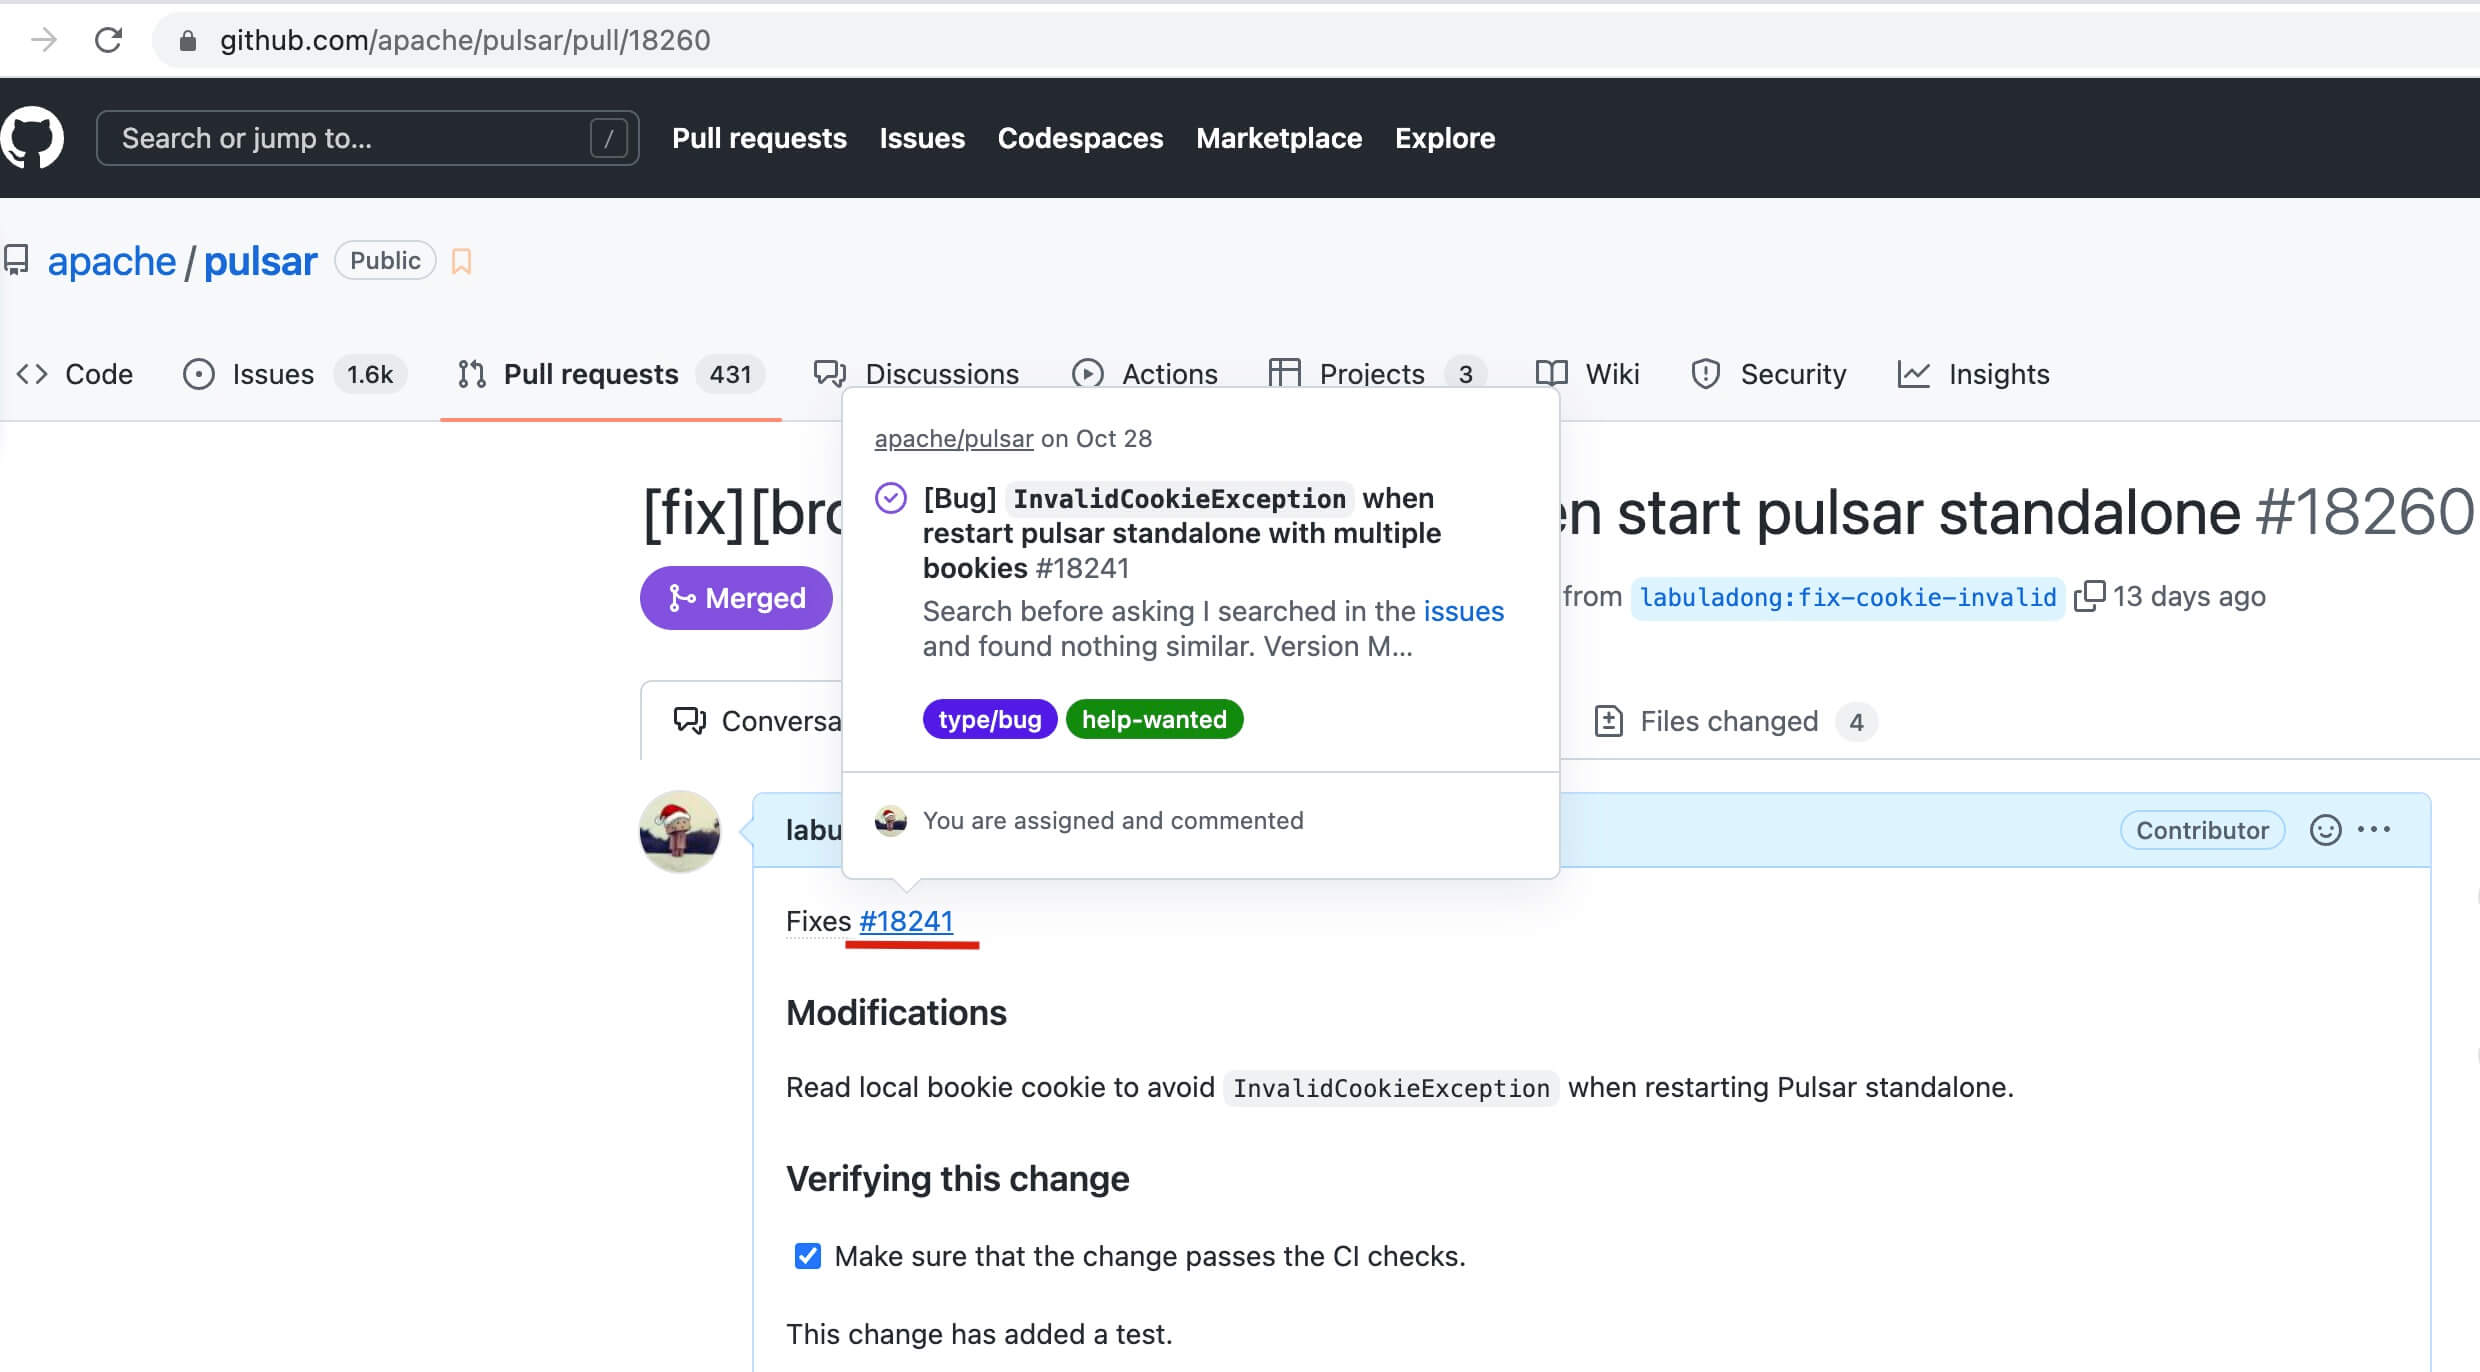 github.com/apache/pulsar/pull/18260
Search or jump to... /
Pull requests Issues Codespaces Marketplace Explore
apache / pulsar Public
Code Issues 1.6k Pull requests 431 Discussions Actions Projects 3 Wiki Security Insights
apache/pulsar on Oct 28
[Bug] InvalidCookieException when
restart pulsar standalone with multiple
bookies #18241
Search before asking I searched in the issues
and found nothing similar. Version M...
type/bug help-wanted
You are assigned and commented
[fix][bro en start pulsar standalone #18260
Merged from labuladong:fix-cookie-invalid 13 days ago
Conversa Files changed 4
labu Contributor
Fixes #18241
Modifications
Read local bookie cookie to avoid InvalidCookieException when restarting Pulsar standalone.
Verifying this change
Make sure that the change passes the CI checks.
This change has added a test.